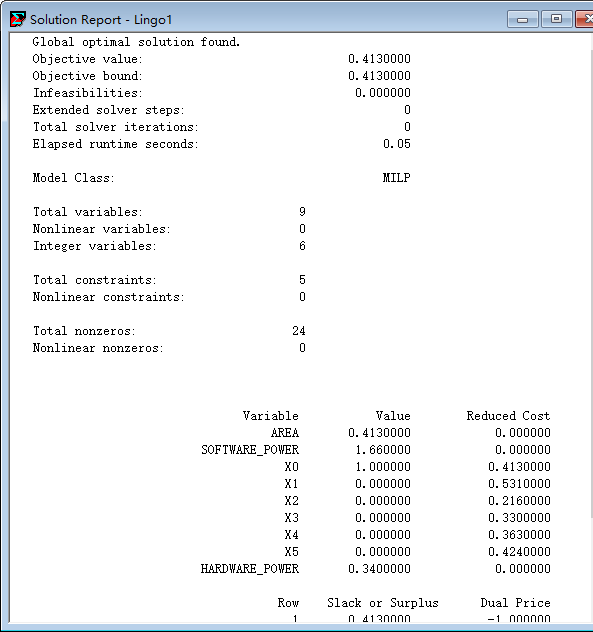 Solution Report - Lingo1
Global optimal solution found.
Objective value: 0.4130000
Objective bound: 0.4130000
Infeasibilities: 0.000000
Extended solver steps: 0
Total solver iterations: 0
Elapsed runtime seconds: 0.05
Model Class: MILP
Total variables: 9
Nonlinear variables: 0
Integer variables: 6
Total constraints: 5
Nonlinear constraints: 0
Total nonzeros: 24
Nonlinear nonzeros: 0
Variable Value Reduced Cost
AREA 0.4130000 0.000000
SOFTWARE_POWER 1.660000 0.000000
X0 1.000000 0.4130000
X1 0.000000 0.5310000
X2 0.000000 0.2160000
X3 0.000000 0.3300000
X4 0.000000 0.3630000
X5 0.000000 0.4240000
HARDWARE_POWER 0.3400000 0.000000
Row Slack or Surplus Dual Price
1 0.4130000 -1.000000